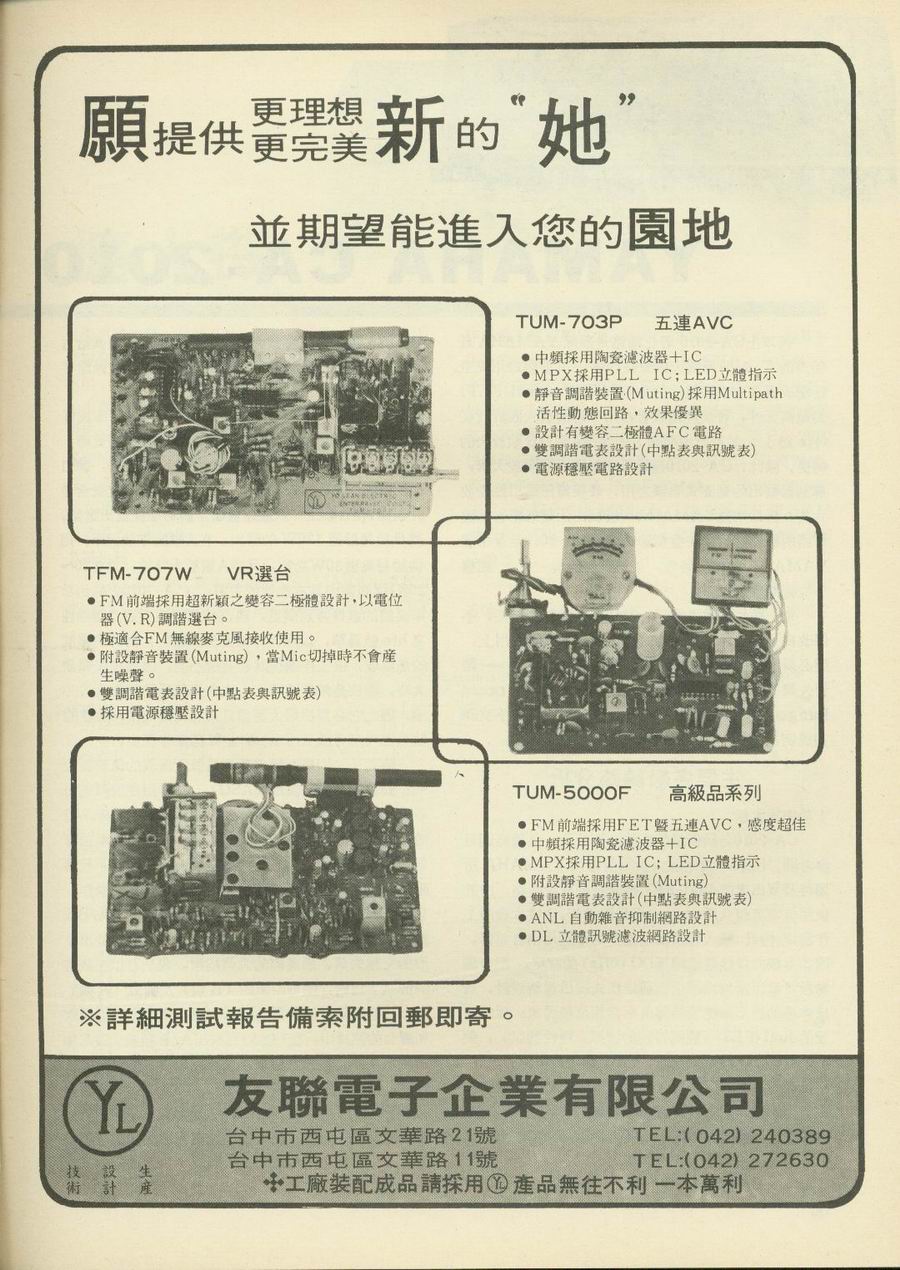 願提供更理想更完美新的“她”
並期望能進入您的園地
TUM-703P 五連AVC
●中頻採用陶瓷濾波器+IC
●MPX採用PLL IC;LED立體指示
●靜音調諧裝置(Muting)採用Multipath
活性動態回路，效果優異
●設計有變容二極體AFC電路
●雙調諧電表設計(中點表與訊號表)
●電源穩壓電路設計
TFM-707W VR選台
●FM前端採用超新穎之變容二極體設計，以電位
器(V.R)調諧選台。
●極適合FM無線麥克風接收使用。
●附設靜音裝置(Muting)，當Mic切掉時不會產
生噪聲。
●雙調諧電表設計(中點表與訊號表)
●採用電源穩壓設計
TUM-5000F 高級品系列
●FM前端採用FET暨五連AVC，感度超佳
●中頻採用陶瓷濾波器+IC
●MPX採用PLL IC; LED立體指示
●附設靜音調諧裝置(Muting)
●雙調諧電表設計(中點表與訊號表)
●ANL 自動雜音抑制網路設計
●DL 立體訊號濾波網路設計
※詳細測試報告備索附回郵即寄。
YL
技術 設計 生產
友聯電子企業有限公司
台中市西屯區文華路21號 TEL:(042) 240389
台中市西屯區文華路11號 TEL:(042) 272630
✣工廠裝配成品請採用YL產品無往不利 一本萬利